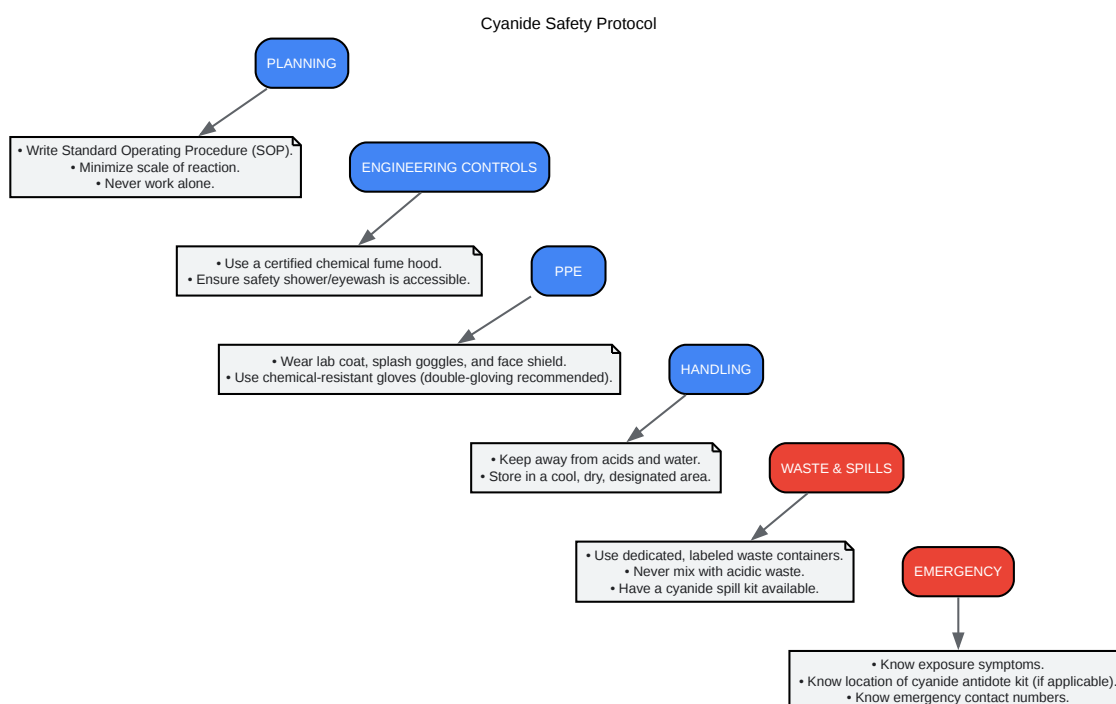 Cyanide Safety Protocol
PLANNING
• Write Standard Operating Procedure (SOP).
• Minimize scale of reaction.
• Never work alone.
ENGINEERING CONTROLS
• Use a certified chemical fume hood.
• Ensure safety shower/eyewash is accessible.
PPE
• Wear lab coat, splash goggles, and face shield.
• Use chemical-resistant gloves (double-gloving recommended).
HANDLING
• Keep away from acids and water.
• Store in a cool, dry, designated area.
WASTE & SPILLS
• Use dedicated, labeled waste containers.
• Never mix with acidic waste.
• Have a cyanide spill kit available.
EMERGENCY
• Know exposure symptoms.
• Know location of cyanide antidote kit (if applicable).
• Know emergency contact numbers.